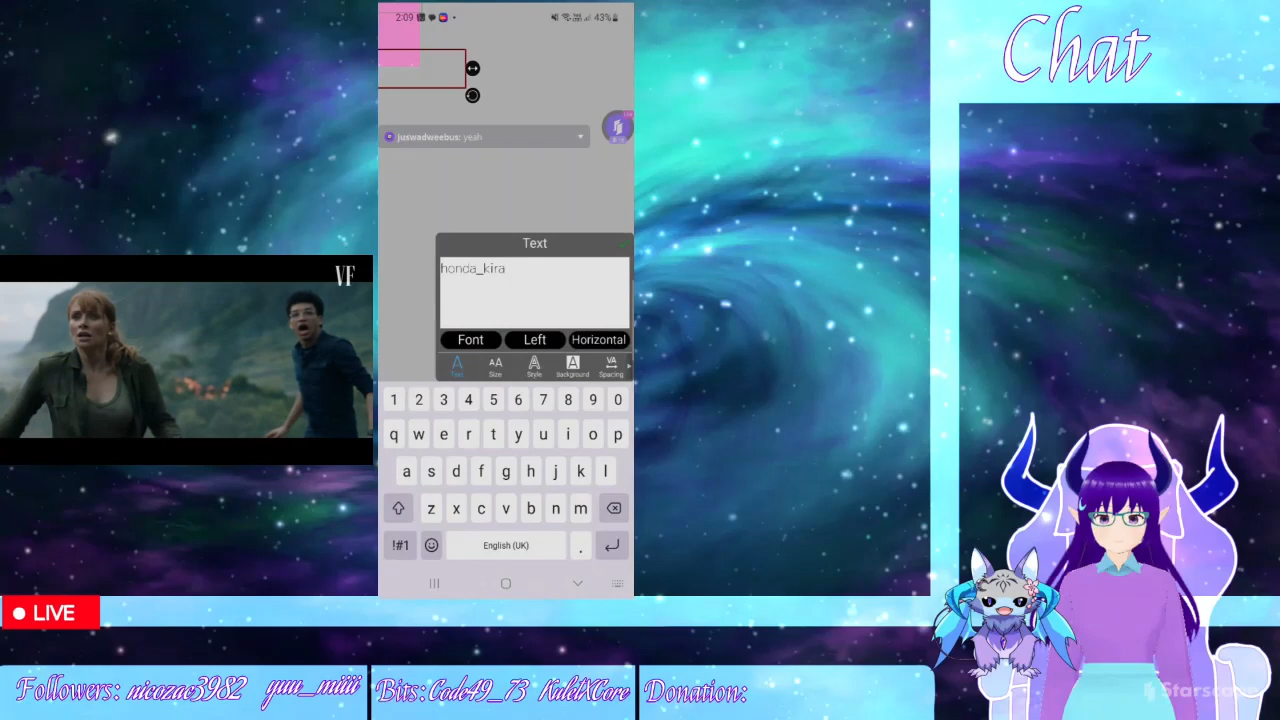 Chat
2:09
43%
VF
juswadweebus: yeah
Text
honda_kira
Font Left Horizontal
Text Size Style Background Spacing
1 2 3 4 5 6 7 8 9 0
q w e r t y u i o p
a s d f g h j k l
z x c v b n m
!#1 English (UK) .
LIVE
Followers: nicozac3982 yuu_miiii
Bits: Code49_73 KuletXCore
Donation: